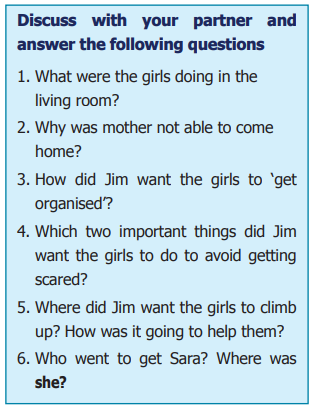 Discuss with your partner and
answer the following questions
1. What were the girls doing in the
living room?
2. Why was mother not able to come
home?
3. How did Jim want the girls to ‘get
organised’?
4. Which two important things did Jim
want the girls to do to avoid getting
scared?
5. Where did Jim want the girls to climb
up? How was it going to help them?
6. Who went to get Sara? Where was
she?